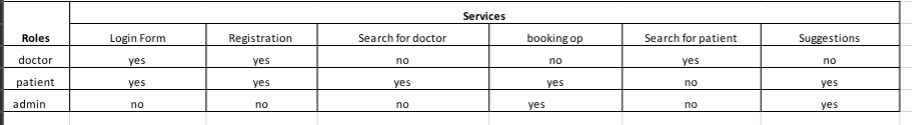 Services
Roles Login Form Registration Search for doctor booking op Search for patient Suggestions
doctor yes yes no no yes no
patient yes yes yes yes no yes
admin no no no yes no yes